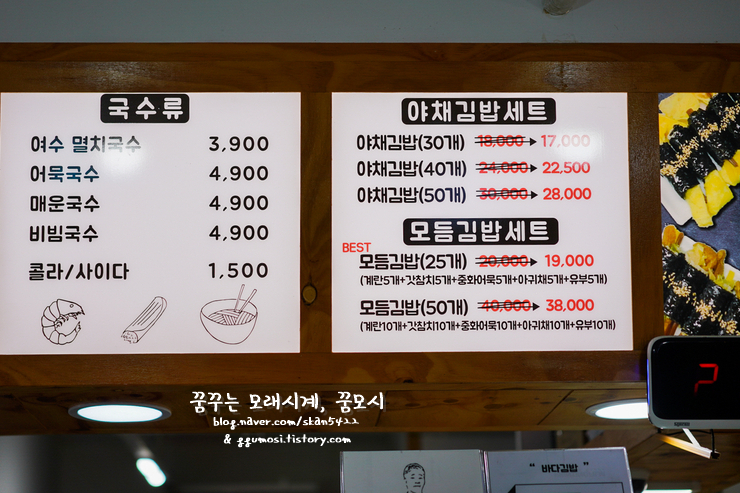 국수류
여수 멸치국수 3,900
어묵국수 4,900
매운국수 4,900
비빔국수 4,900
콜라/사이다 1,500
야채김밥세트
야채김밥(30개) 18,000 17,000
야채김밥(40개) 24,000 22,500
야채김밥(50개) 30,000 28,000
모듬김밥세트
BEST
모듬김밥(25개) 20,000 19,000
(계란5개+갓참치5개+중화어묵5개+아귀채5개+유부5개)
모듬김밥(50개) 40,000 38,000
(계란10개+갓참치10개+중화어묵10개+아귀채10개+유부10개)
꿈꾸는 모래시계, 꿈모시
blog.naver.com/skan5422
& ggumosi.tistory.com
" 바다김밥 "